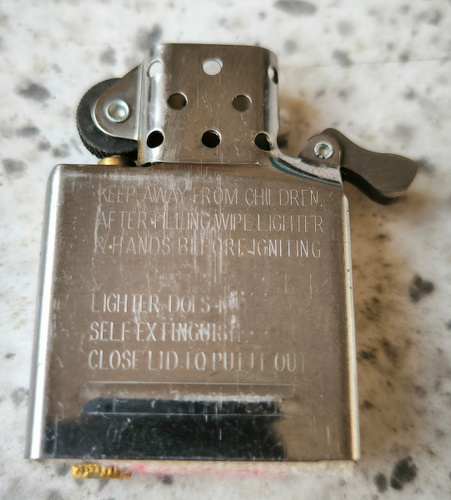 KEEP AWAY FROM CHILDREN.
AFTER FILLING WIPE LIGHTER
& HANDS BEFORE IGNITING
LIGHTER DOES
SELF EXTINGUISH
CLOSE LID TO PUT IT OUT